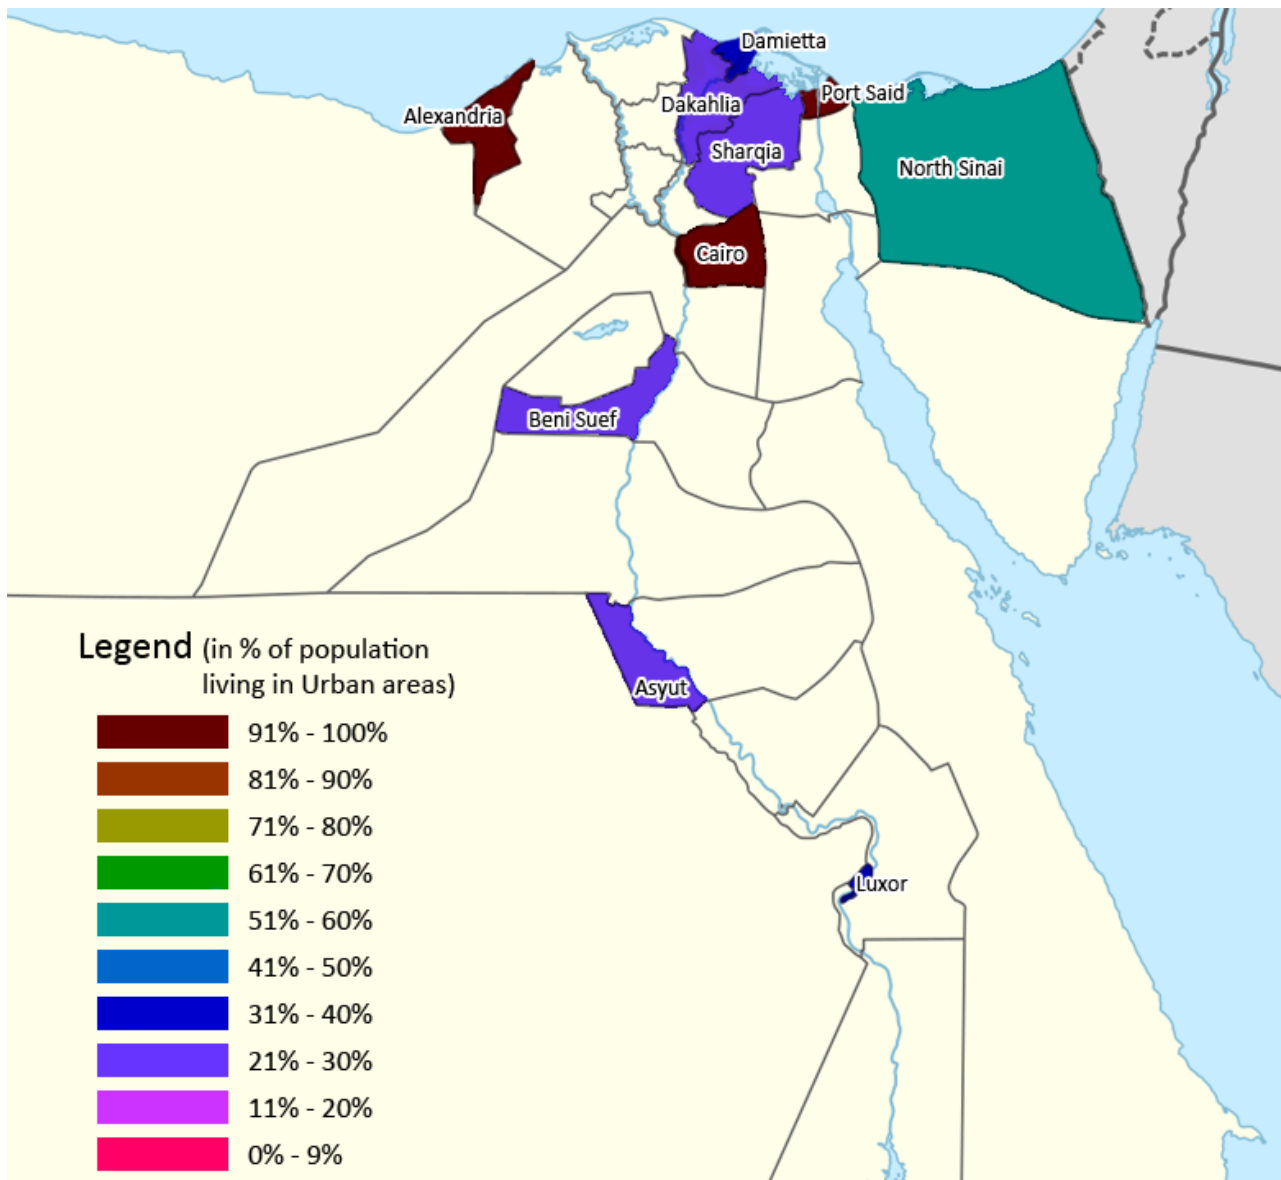 Damietta
Alexandria
Dakahlia
Port Said
Sharqia
North Sinai
Cairo
Beni Suef
Asyut
Luxor
Legend (in % of population
living in Urban areas)
91% - 100%
81% - 90%
71% - 80%
61% - 70%
51% - 60%
41% - 50%
31% - 40%
21% - 30%
11% - 20%
0% - 9%